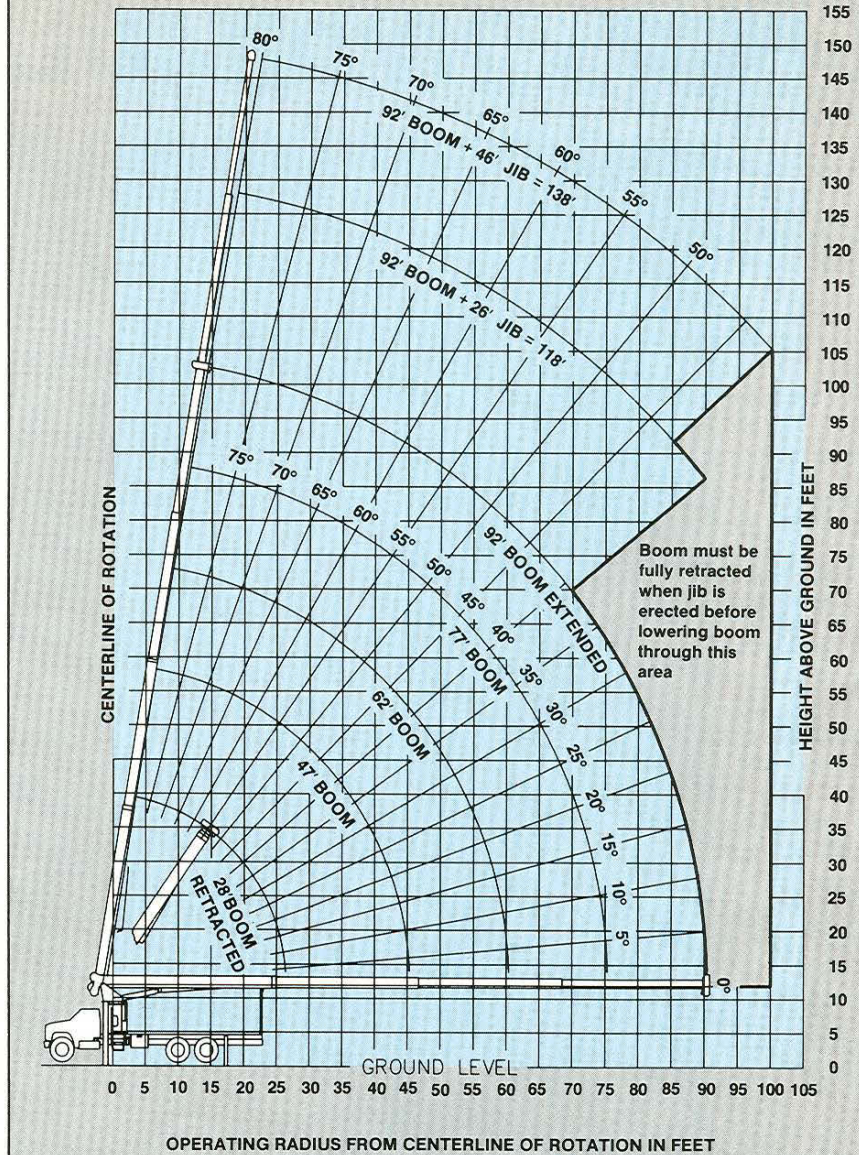 80°
75°
70°
65°
60°
55°
50°
92' BOOM + 46' JIB = 138'
92' BOOM + 26' JIB = 118'
75°
70°
65°
60°
55°
50°
45°
40°
35°
30°
25°
20°
15°
10°
5°
0°
92' BOOM EXTENDED
77' BOOM
62' BOOM
47' BOOM
28' BOOM
RETRACTED
Boom must be
fully retracted
when jib is
erected before
lowering boom
through this
area
CENTERLINE OF ROTATION
HEIGHT ABOVE GROUND IN FEET
155
150
145
140
135
130
125
120
115
110
105
100
95
90
85
80
75
70
65
60
55
50
45
40
35
30
25
20
15
10
5
0
GROUND LEVEL
0 5 10 15 20 25 30 35 40 45 50 55 60 65 70 75 80 85 90 95 100 105
OPERATING RADIUS FROM CENTERLINE OF ROTATION IN FEET